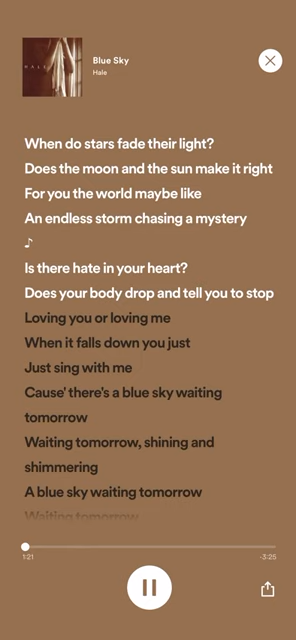 HALE
Blue Sky
Hale
When do stars fade their light?
Does the moon and the sun make it right
For you the world maybe like
An endless storm chasing a mystery
♪
Is there hate in your heart?
Does your body drop and tell you to stop
Loving you or loving me
When it falls down you just
Just sing with me
Cause' there's a blue sky waiting
tomorrow
Waiting tomorrow, shining and
shimmering
A blue sky waiting tomorrow
Waiting tomorrow
1:21
-3:25